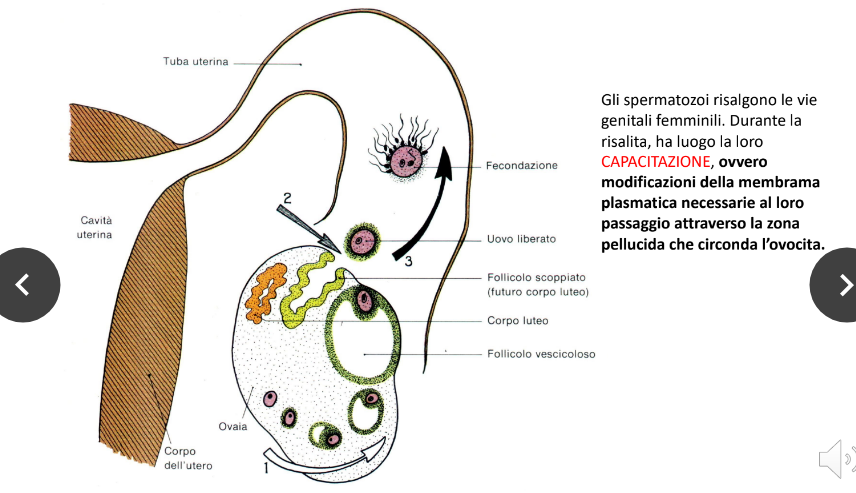 Tuba uterina
Gli spermatozoi risalgono le vie
genitali femminili. Durante la
risalita, ha luogo la loro
CAPACITAZIONE, ovvero
modificazioni della membrama
plasmatica necessarie al loro
passaggio attraverso la zona
pellucida che circonda l'ovocita.
Fecondazione
2
Cavità
uterina
Uovo liberato
3
Follicolo scoppiato
(futuro corpo luteo)
Corpo luteo
Follicolo vescicoloso
Ovaia
Corpo
dell'utero
1